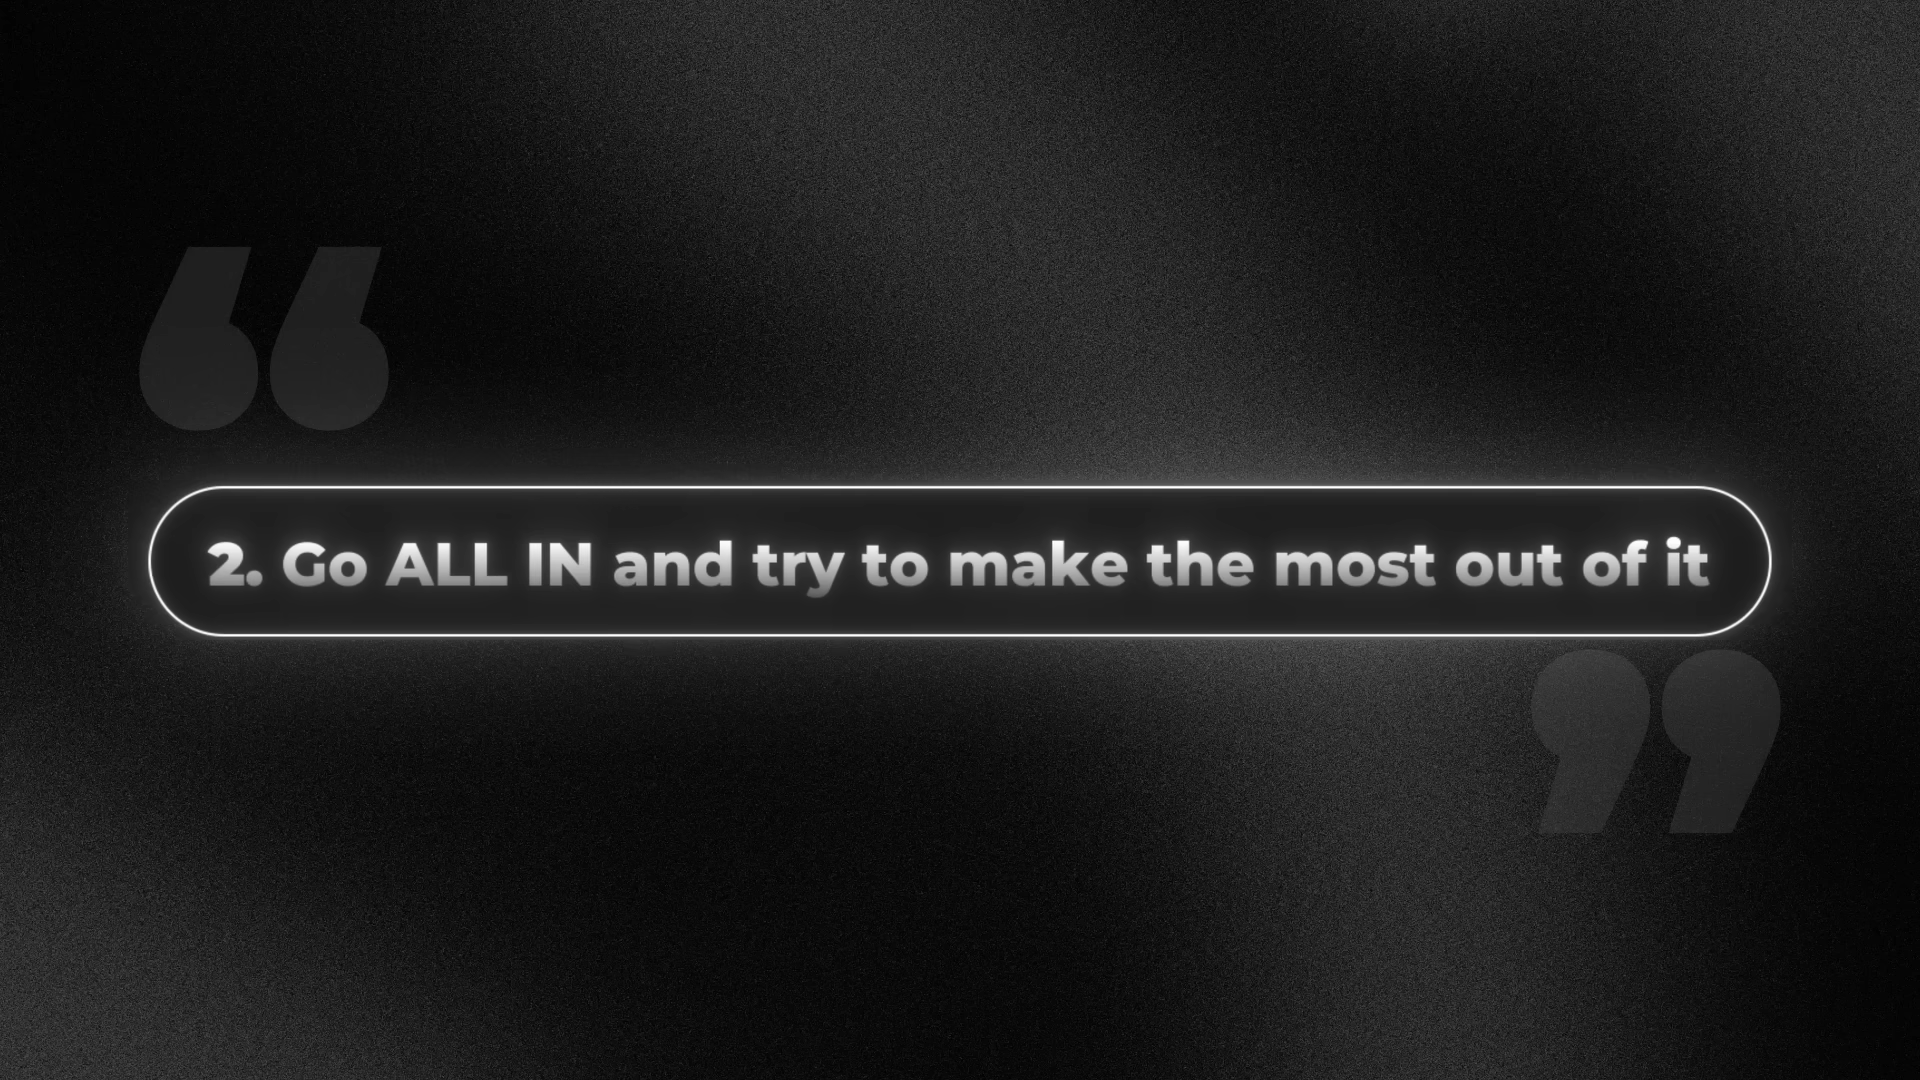 “
2. Go ALL IN and try to make the most out of it
”